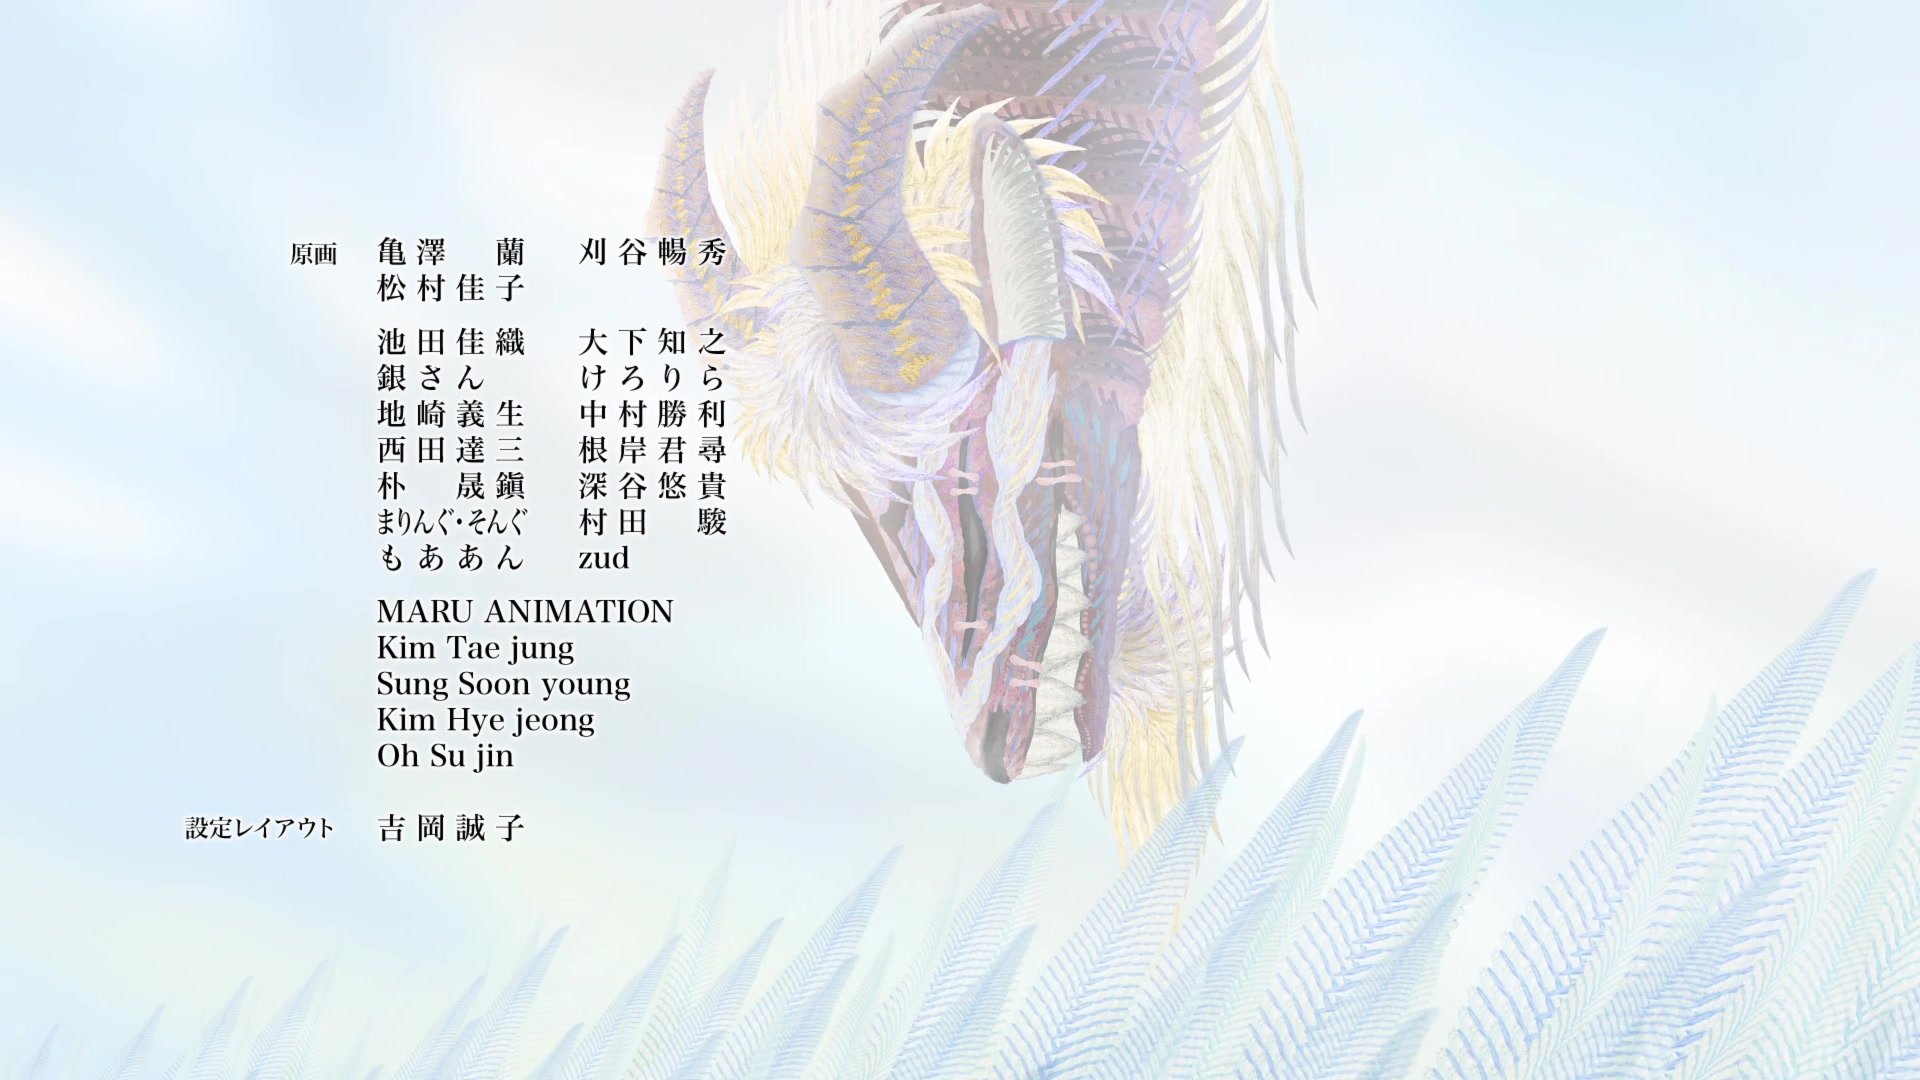 原画 亀澤 蘭 刈谷暢秀
松村佳子
池田佳織 大下知之
銀さん けろりら
地崎義生 中村勝利
西田達三 根岸君尋
朴 晟鎭 深谷悠貴
まりんぐ・そんぐ 村田 駿
もああん zud
MARU ANIMATION
Kim Tae jung
Sung Soon young
Kim Hye jeong
Oh Su jin
設定レイアウト 吉岡誠子